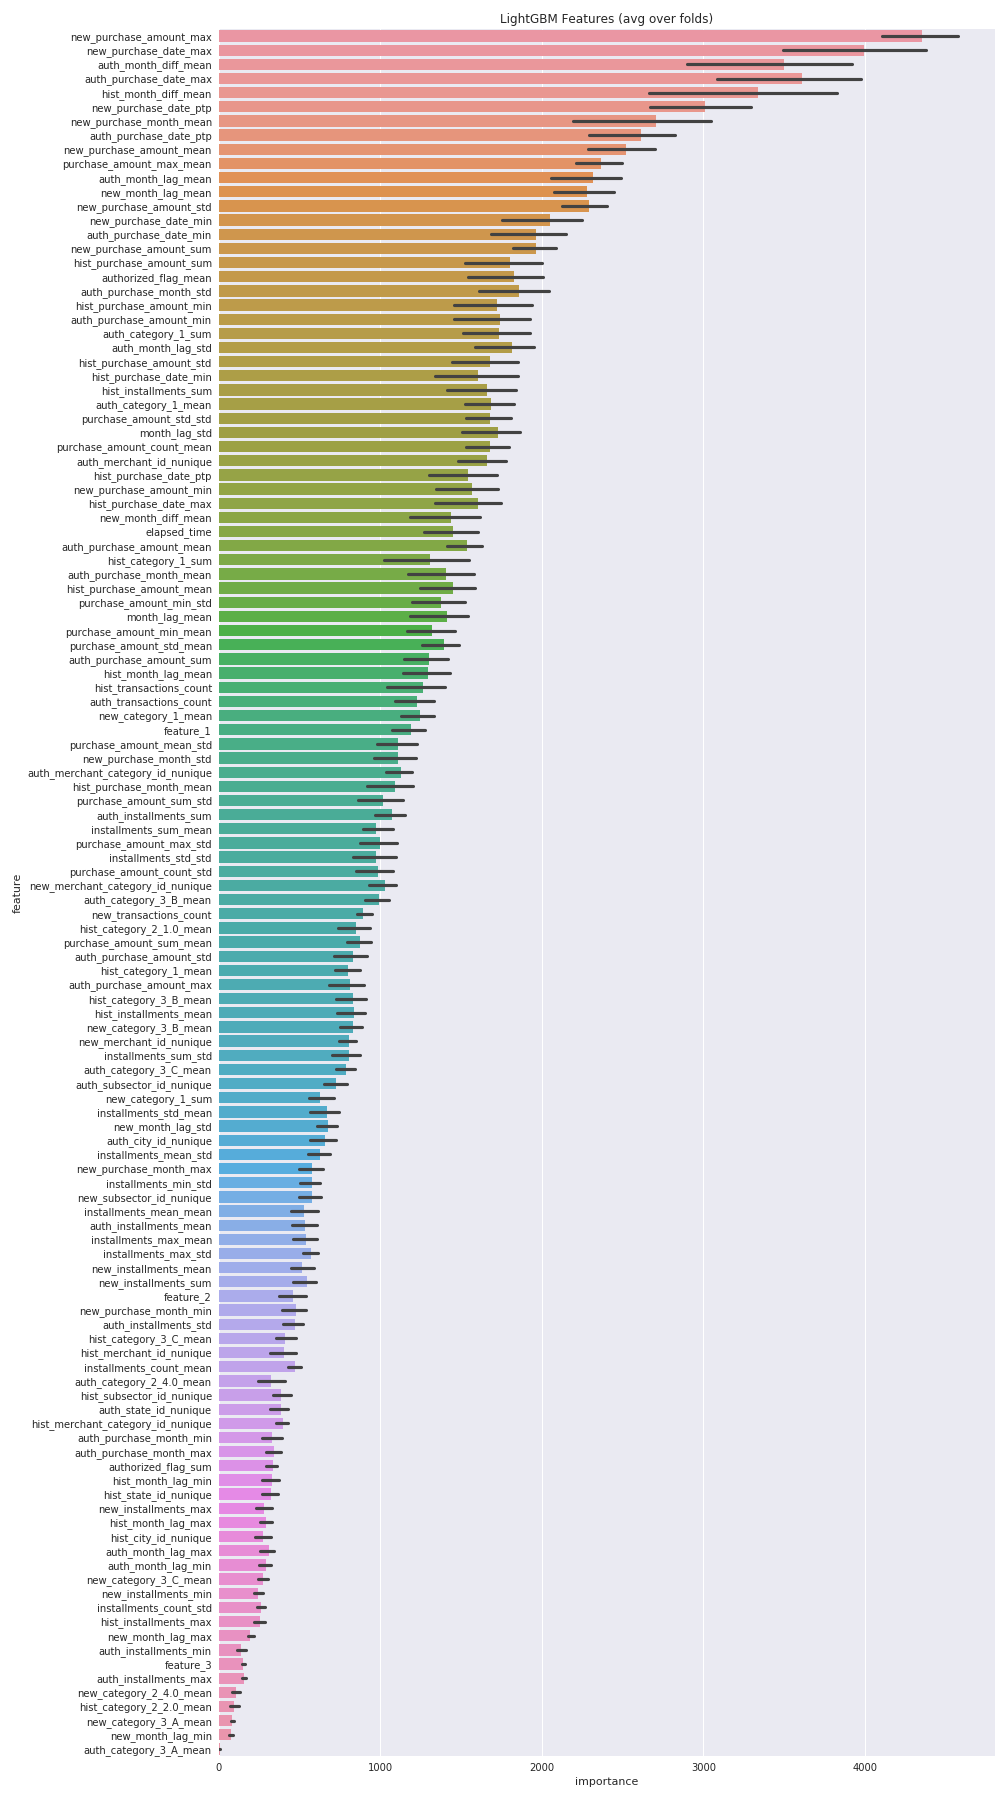 LightGBM Features (avg over folds)
new_purchase_amount_max
new_purchase_date_max
auth_month_diff_mean
auth_purchase_date_max
hist_month_diff_mean
new_purchase_date_ptp
new_purchase_month_mean
auth_purchase_date_ptp
new_purchase_amount_mean
purchase_amount_max_mean
auth_month_lag_mean
new_month_lag_mean
new_purchase_amount_std
new_purchase_date_min
auth_purchase_date_min
new_purchase_amount_sum
hist_purchase_amount_sum
authorized_flag_mean
auth_purchase_month_std
hist_purchase_amount_min
auth_purchase_amount_min
auth_category_1_sum
auth_month_lag_std
hist_purchase_amount_std
hist_purchase_date_min
hist_installments_sum
auth_category_1_mean
purchase_amount_std_std
month_lag_std
purchase_amount_count_mean
auth_merchant_id_nunique
hist_purchase_date_ptp
new_purchase_amount_min
hist_purchase_date_max
new_month_diff_mean
elapsed_time
auth_purchase_amount_mean
hist_category_1_sum
auth_purchase_month_mean
hist_purchase_amount_mean
purchase_amount_min_std
month_lag_mean
purchase_amount_min_mean
purchase_amount_std_mean
auth_purchase_amount_sum
hist_month_lag_mean
hist_transactions_count
auth_transactions_count
new_category_1_mean
feature_1
purchase_amount_mean_std
new_purchase_month_std
auth_merchant_category_id_nunique
hist_purchase_month_mean
purchase_amount_sum_std
auth_installments_sum
installments_sum_mean
purchase_amount_max_std
installments_std_std
purchase_amount_count_std
new_merchant_category_id_nunique
auth_category_3_B_mean
new_transactions_count
hist_category_2_1.0_mean
purchase_amount_sum_mean
auth_purchase_amount_std
hist_category_1_mean
auth_purchase_amount_max
hist_category_3_B_mean
hist_installments_mean
new_category_3_B_mean
new_merchant_id_nunique
installments_sum_std
auth_category_3_C_mean
auth_subsector_id_nunique
new_category_1_sum
installments_std_mean
new_month_lag_std
auth_city_id_nunique
installments_mean_std
new_purchase_month_max
installments_min_std
new_subsector_id_nunique
installments_mean_mean
auth_installments_mean
installments_max_mean
installments_max_std
new_installments_mean
new_installments_sum
feature_2
new_purchase_month_min
auth_installments_std
hist_category_3_C_mean
hist_merchant_id_nunique
installments_count_mean
auth_category_2_4.0_mean
hist_subsector_id_nunique
auth_state_id_nunique
hist_merchant_category_id_nunique
auth_purchase_month_min
auth_purchase_month_max
authorized_flag_sum
hist_month_lag_min
hist_state_id_nunique
new_installments_max
hist_month_lag_max
hist_city_id_nunique
auth_month_lag_max
auth_month_lag_min
new_category_3_C_mean
new_installments_min
installments_count_std
hist_installments_max
new_month_lag_max
auth_installments_min
feature_3
auth_installments_max
new_category_2_4.0_mean
hist_category_2_2.0_mean
new_category_3_A_mean
new_month_lag_min
auth_category_3_A_mean
feature
0 1000 2000 3000 4000
importance